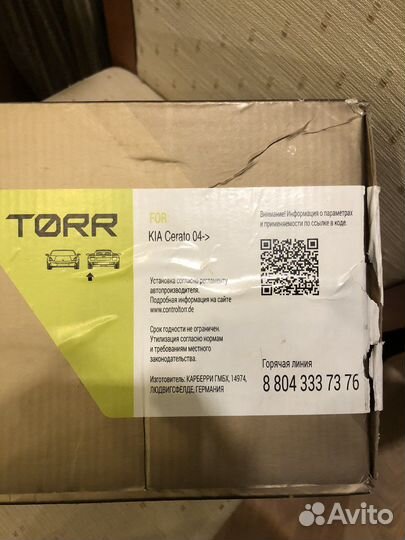 TØRR
FOR:
KIA Cerato 04->
Внимание! Информация о параметрах
и применяемости по ссылке в коде.
Установка согласно регламенту
автопроизводителя.
Подробная информация на сайте
www.controltorr.de
Срок годности не ограничен.
Утилизация согласно нормам
и требованиям местного
законодательства.
Изготовитель: КАРБЕРРИ ГМБХ, 14974,
ЛЮДВИГСФЕЛДЕ, ГЕРМАНИЯ
Горячая линия
8 804 333 73 76
Avito